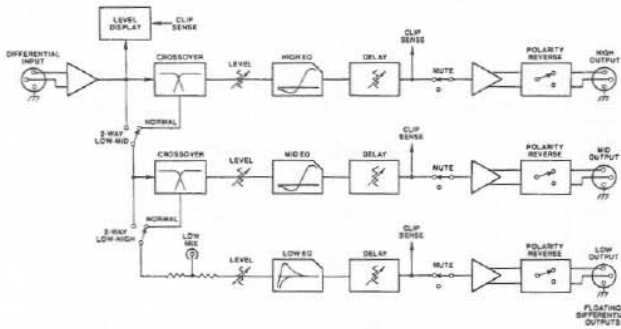 LEVEL DISPLAY
CLIP SENSE
DIFFERENTIAL INPUT
CROSSOVER
LEVEL
HIGH EQ
DELAY
CLIP SENSE
MUTE
POLARITY REVERSE
HIGH OUTPUT
2-WAY LOW-MID
NORMAL
CROSSOVER
LEVEL
MID EQ
DELAY
CLIP SENSE
MUTE
POLARITY REVERSE
MID OUTPUT
2-WAY LOW-HIGH
NORMAL
LOW MIX
LEVEL
LOW EQ
DELAY
CLIP SENSE
MUTE
POLARITY REVERSE
LOW OUTPUT
FLOATING DIFFERENTIAL OUTPUTS